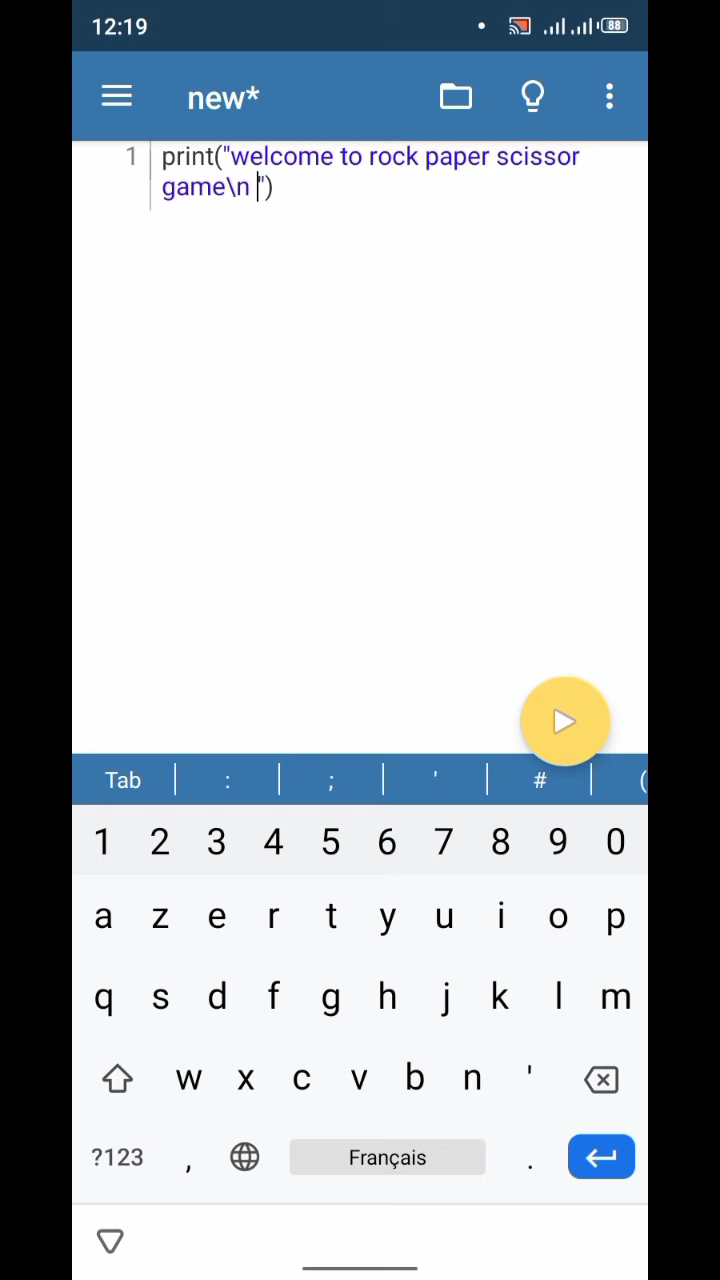 12:19
88
new*
1 print("welcome to rock paper scissor
game\n ")
Tab : ; ' # (
1 2 3 4 5 6 7 8 9 0
a z e r t y u i o p
q s d f g h j k l m
w x c v b n '
?123 , Français .